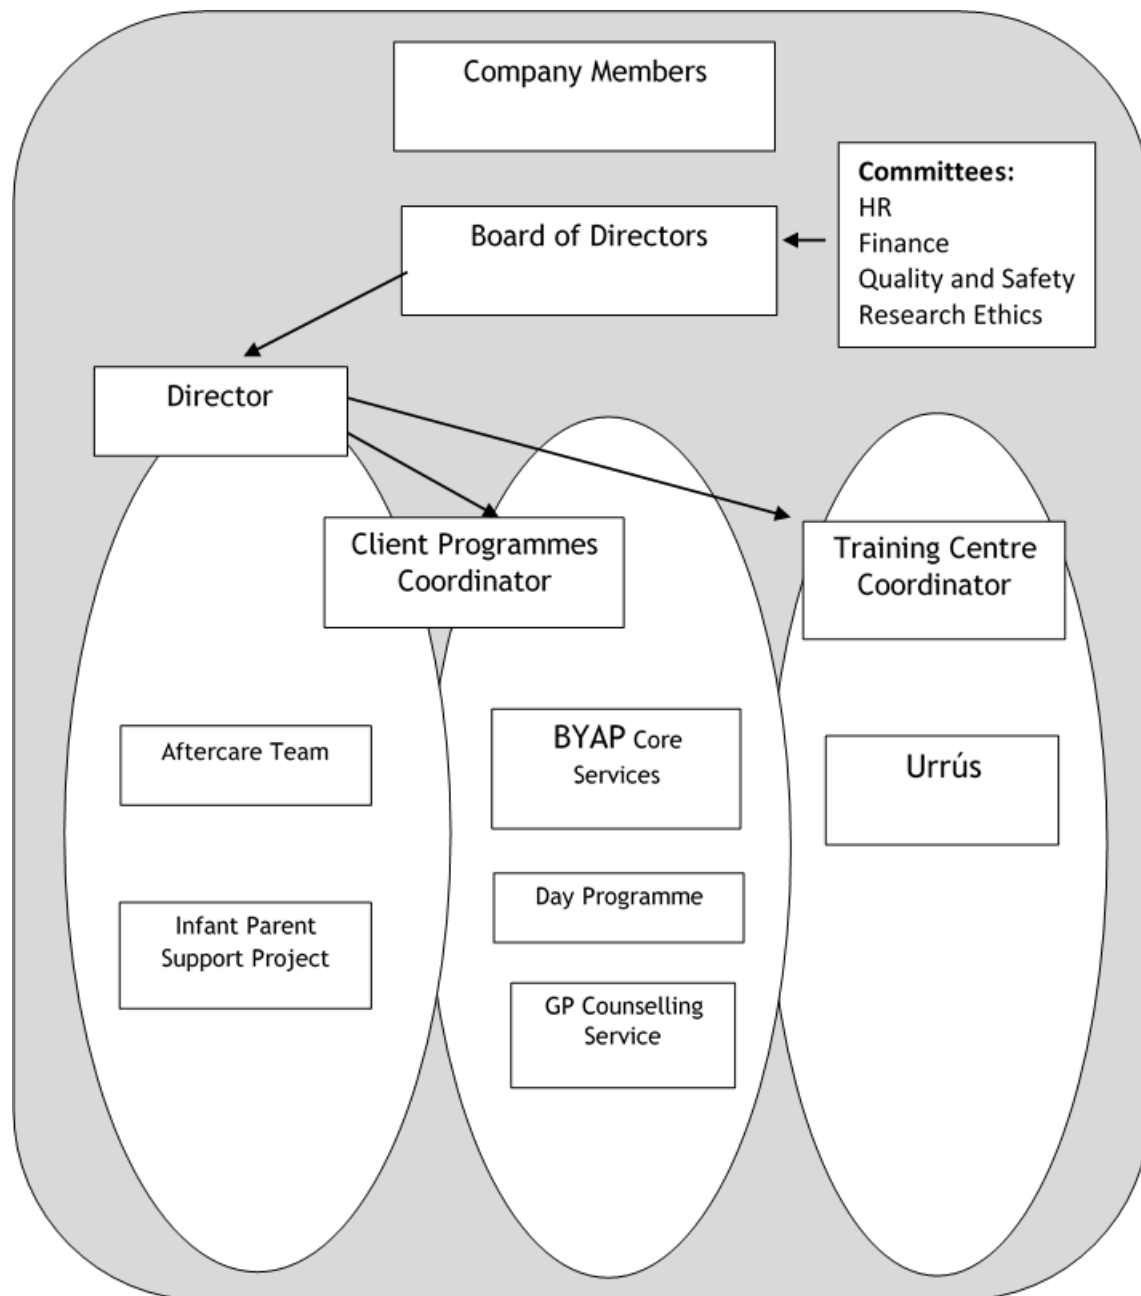 Company Members
Committees:
HR
Finance
Quality and Safety
Research Ethics
Board of Directors
Director
Client Programmes
Coordinator
Training Centre
Coordinator
Aftercare Team
Infant Parent
Support Project
BYAP Core
Services
Day Programme
GP Counselling
Service
Urrús